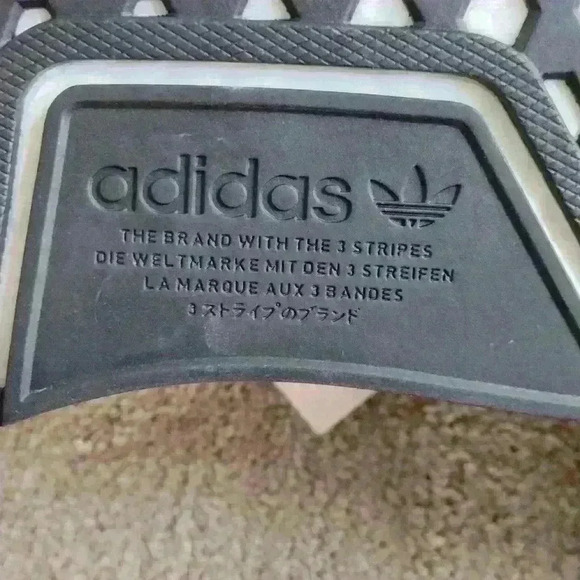 adidas
THE BRAND WITH THE 3 STRIPES
DIE WELTMARKE MIT DEN 3 STREIFEN
LA MARQUE AUX 3 BANDES
3 ストライプのブランド